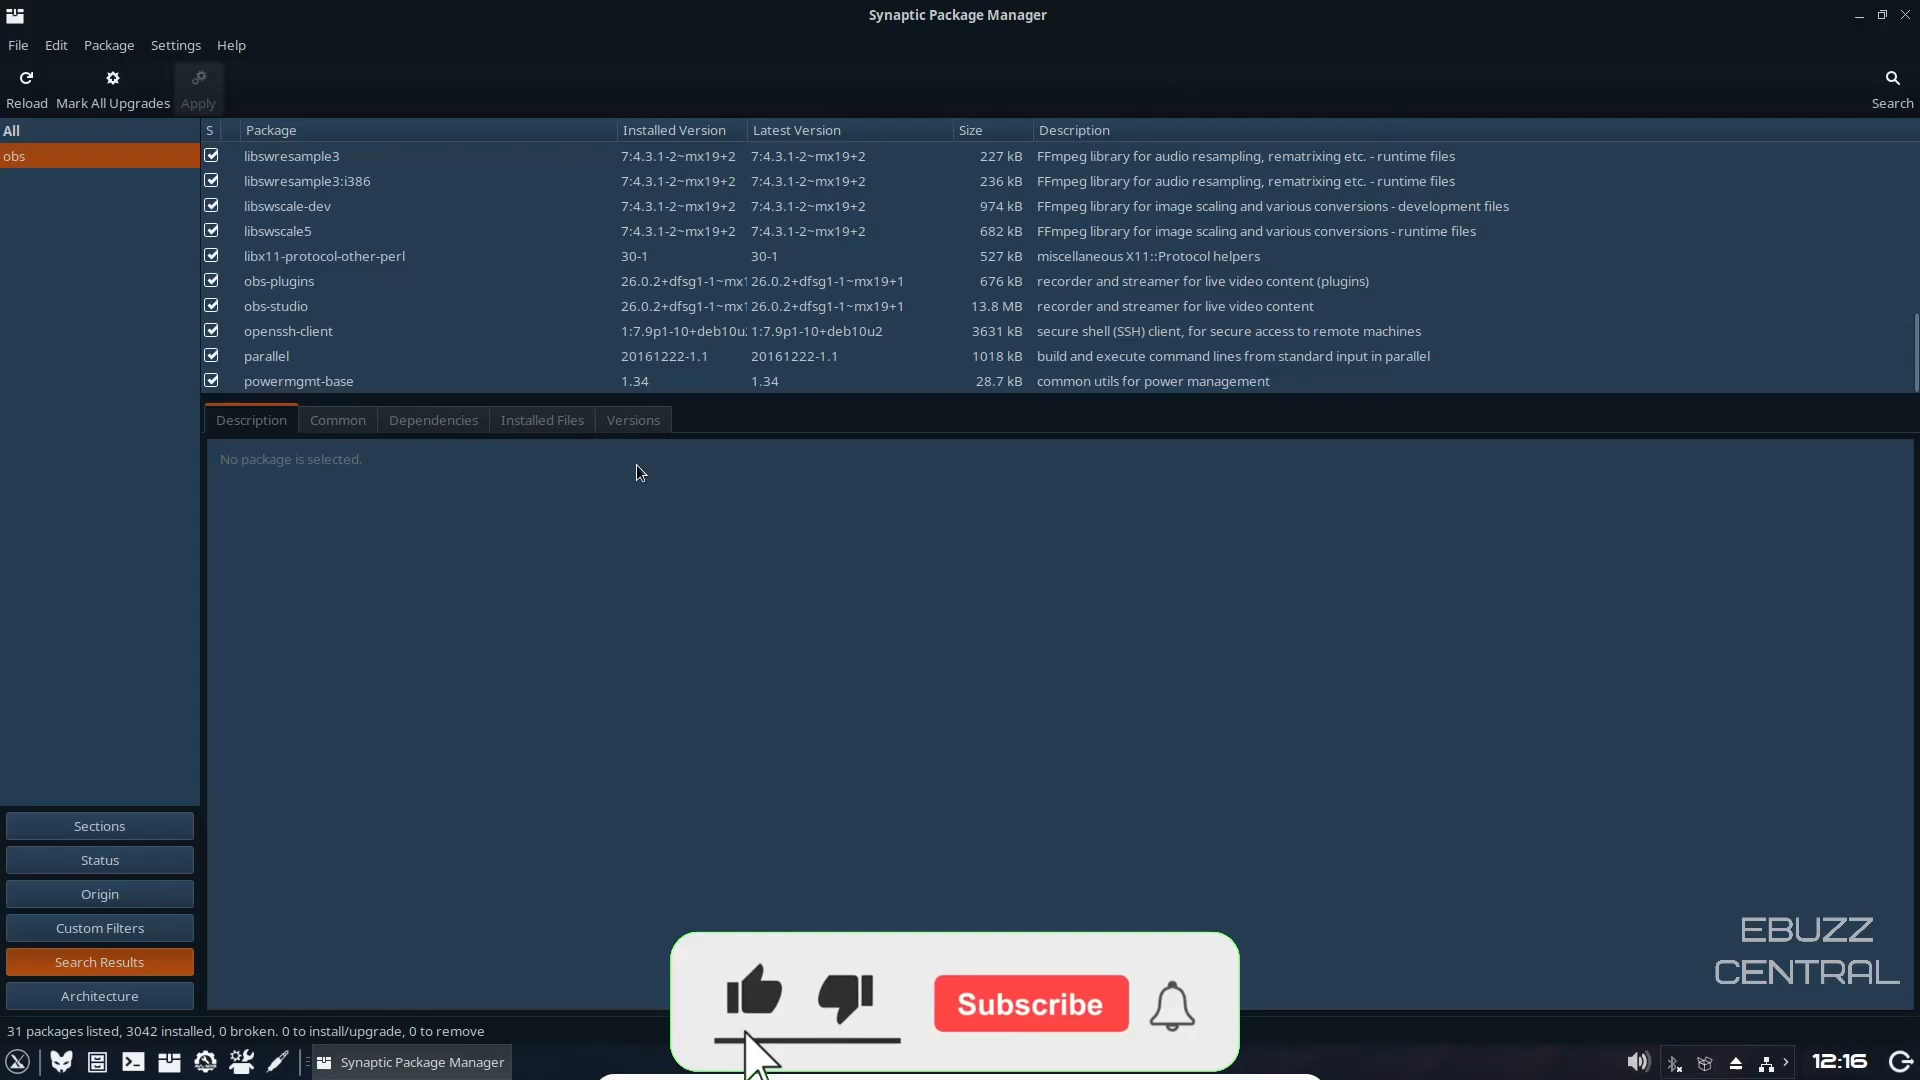 Synaptic Package Manager
File Edit Package Settings Help
Reload Mark All Upgrades Apply Search
All S Package Installed Version Latest Version Size Description
obs
libswresample3 7:4.3.1-2~mx19+2 7:4.3.1-2~mx19+2 227 kB FFmpeg library for audio resampling, rematrixing etc. - runtime files
libswresample3:i386 7:4.3.1-2~mx19+2 7:4.3.1-2~mx19+2 236 kB FFmpeg library for audio resampling, rematrixing etc. - runtime files
libswscale-dev 7:4.3.1-2~mx19+2 7:4.3.1-2~mx19+2 974 kB FFmpeg library for image scaling and various conversions - development files
libswscale5 7:4.3.1-2~mx19+2 7:4.3.1-2~mx19+2 682 kB FFmpeg library for image scaling and various conversions - runtime files
libx11-protocol-other-perl 30-1 30-1 527 kB miscellaneous X11::Protocol helpers
obs-plugins 26.0.2+dfsg1-1~mx1 26.0.2+dfsg1-1~mx19+1 676 kB recorder and streamer for live video content (plugins)
obs-studio 26.0.2+dfsg1-1~mx1 26.0.2+dfsg1-1~mx19+1 13.8 MB recorder and streamer for live video content
openssh-client 1:7.9p1-10+deb10u 1:7.9p1-10+deb10u2 3631 kB secure shell (SSH) client, for secure access to remote machines
parallel 20161222-1.1 20161222-1.1 1018 kB build and execute command lines from standard input in parallel
powermgmt-base 1.34 1.34 28.7 kB common utils for power management
Description Common Dependencies Installed Files Versions
No package is selected.
Sections
Status
Origin
Custom Filters
Search Results
Architecture
EBUZZ
CENTRAL
Subscribe
31 packages listed, 3042 installed, 0 broken. 0 to install/upgrade, 0 to remove
Synaptic Package Manager
12:16